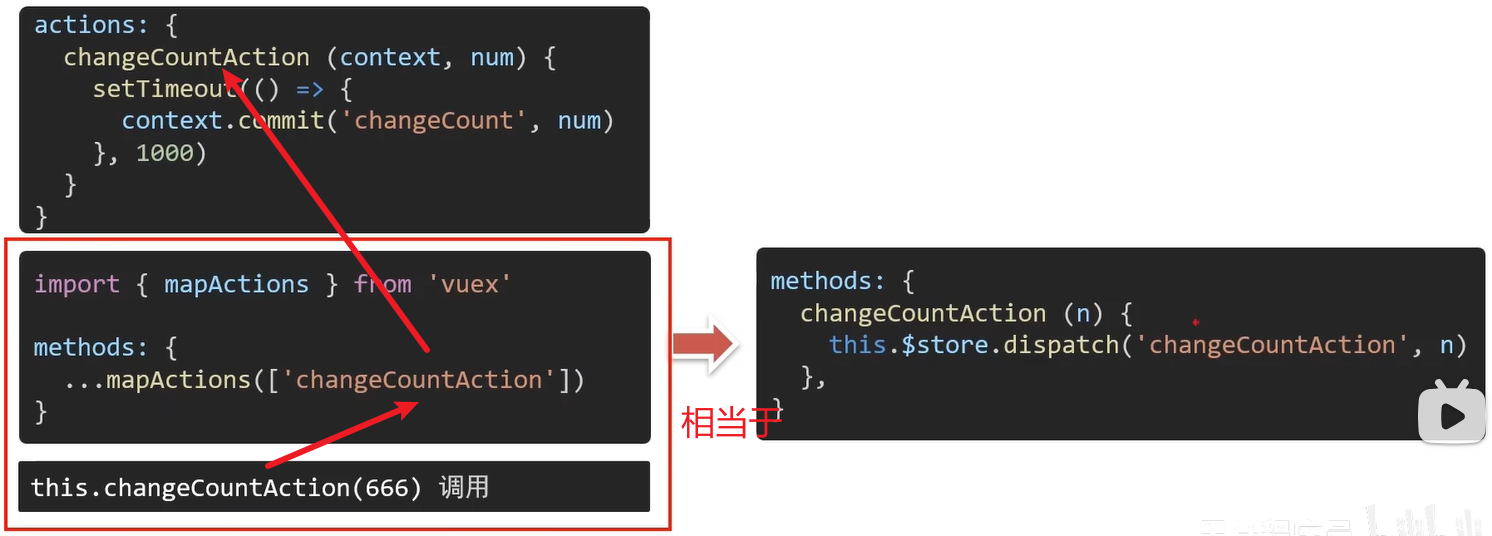 actions: {
changeCountAction (context, num) {
setTimeout(() => {
context.commit('changeCount', num)
}, 1000)
}
}
import { mapActions } from 'vuex'
methods: {
...mapActions(['changeCountAction'])
}
this.changeCountAction(666) 调用
相当于
methods: {
changeCountAction (n) {
this.$store.dispatch('changeCountAction', n)
},
}